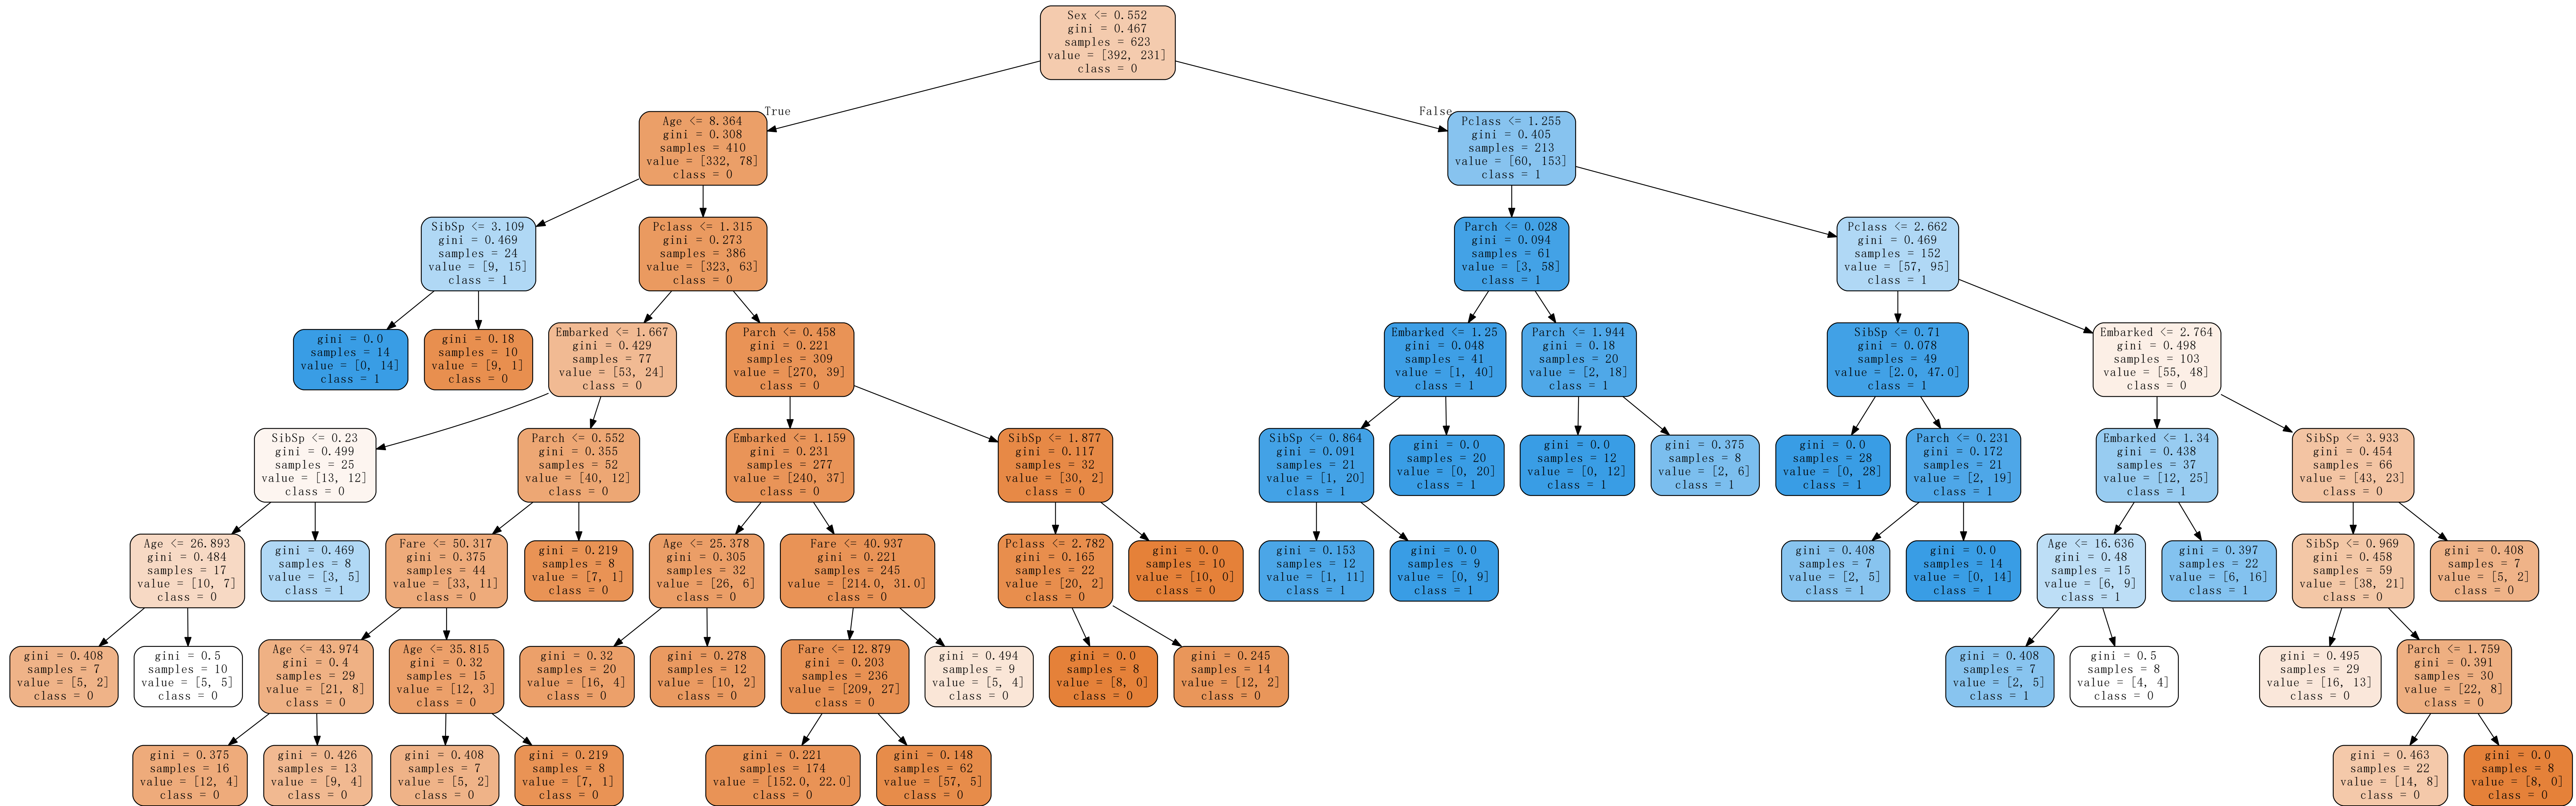 Sex <= 0.552
gini = 0.467
samples = 623
value = [392, 231]
class = 0
True
False
Age <= 8.364
gini = 0.308
samples = 410
value = [332, 78]
class = 0
Pclass <= 1.255
gini = 0.405
samples = 213
value = [60, 153]
class = 1
SibSp <= 3.109
gini = 0.469
samples = 24
value = [9, 15]
class = 1
Pclass <= 1.315
gini = 0.273
samples = 386
value = [323, 63]
class = 0
Parch <= 0.028
gini = 0.094
samples = 61
value = [3, 58]
class = 1
Pclass <= 2.662
gini = 0.469
samples = 152
value = [57, 95]
class = 1
gini = 0.0
samples = 14
value = [0, 14]
class = 1
gini = 0.18
samples = 10
value = [9, 1]
class = 0
Embarked <= 1.667
gini = 0.429
samples = 77
value = [53, 24]
class = 0
Parch <= 0.458
gini = 0.221
samples = 309
value = [270, 39]
class = 0
Embarked <= 1.25
gini = 0.048
samples = 41
value = [1, 40]
class = 1
Parch <= 1.944
gini = 0.18
samples = 20
value = [2, 18]
class = 1
SibSp <= 0.71
gini = 0.078
samples = 49
value = [2.0, 47.0]
class = 1
Embarked <= 2.764
gini = 0.498
samples = 103
value = [55, 48]
class = 0
SibSp <= 0.23
gini = 0.499
samples = 25
value = [13, 12]
class = 0
Parch <= 0.552
gini = 0.355
samples = 52
value = [40, 12]
class = 0
Embarked <= 1.159
gini = 0.231
samples = 277
value = [240, 37]
class = 0
SibSp <= 1.877
gini = 0.117
samples = 32
value = [30, 2]
class = 0
SibSp <= 0.864
gini = 0.091
samples = 21
value = [1, 20]
class = 1
gini = 0.0
samples = 20
value = [0, 20]
class = 1
gini = 0.0
samples = 12
value = [0, 12]
class = 1
gini = 0.375
samples = 8
value = [2, 6]
class = 1
gini = 0.0
samples = 28
value = [0, 28]
class = 1
Parch <= 0.231
gini = 0.172
samples = 21
value = [2, 19]
class = 1
Embarked <= 1.34
gini = 0.438
samples = 37
value = [12, 25]
class = 1
SibSp <= 3.933
gini = 0.454
samples = 66
value = [43, 23]
class = 0
Age <= 26.893
gini = 0.484
samples = 17
value = [10, 7]
class = 0
gini = 0.469
samples = 8
value = [3, 5]
class = 1
Fare <= 50.317
gini = 0.375
samples = 44
value = [33, 11]
class = 0
gini = 0.219
samples = 8
value = [7, 1]
class = 0
Age <= 25.378
gini = 0.305
samples = 32
value = [26, 6]
class = 0
Fare <= 40.937
gini = 0.221
samples = 245
value = [214.0, 31.0]
class = 0
Pclass <= 2.782
gini = 0.165
samples = 22
value = [20, 2]
class = 0
gini = 0.0
samples = 10
value = [10, 0]
class = 0
gini = 0.153
samples = 12
value = [1, 11]
class = 1
gini = 0.0
samples = 9
value = [0, 9]
class = 1
gini = 0.408
samples = 7
value = [2, 5]
class = 1
gini = 0.0
samples = 14
value = [0, 14]
class = 1
Age <= 16.636
gini = 0.48
samples = 15
value = [6, 9]
class = 1
gini = 0.397
samples = 22
value = [6, 16]
class = 1
SibSp <= 0.969
gini = 0.458
samples = 59
value = [38, 21]
class = 0
gini = 0.408
samples = 7
value = [5, 2]
class = 0
gini = 0.408
samples = 7
value = [5, 2]
class = 0
gini = 0.5
samples = 10
value = [5, 5]
class = 0
Age <= 43.974
gini = 0.4
samples = 29
value = [21, 8]
class = 0
Age <= 35.815
gini = 0.32
samples = 15
value = [12, 3]
class = 0
gini = 0.32
samples = 20
value = [16, 4]
class = 0
gini = 0.278
samples = 12
value = [10, 2]
class = 0
Fare <= 12.879
gini = 0.203
samples = 236
value = [209, 27]
class = 0
gini = 0.494
samples = 9
value = [5, 4]
class = 0
gini = 0.0
samples = 8
value = [8, 0]
class = 0
gini = 0.245
samples = 14
value = [12, 2]
class = 0
gini = 0.408
samples = 7
value = [2, 5]
class = 1
gini = 0.5
samples = 8
value = [4, 4]
class = 0
gini = 0.495
samples = 29
value = [16, 13]
class = 0
Parch <= 1.759
gini = 0.391
samples = 30
value = [22, 8]
class = 0
gini = 0.375
samples = 16
value = [12, 4]
class = 0
gini = 0.426
samples = 13
value = [9, 4]
class = 0
gini = 0.408
samples = 7
value = [5, 2]
class = 0
gini = 0.219
samples = 8
value = [7, 1]
class = 0
gini = 0.221
samples = 174
value = [152.0, 22.0]
class = 0
gini = 0.148
samples = 62
value = [57, 5]
class = 0
gini = 0.463
samples = 22
value = [14, 8]
class = 0
gini = 0.0
samples = 8
value = [8, 0]
class = 0